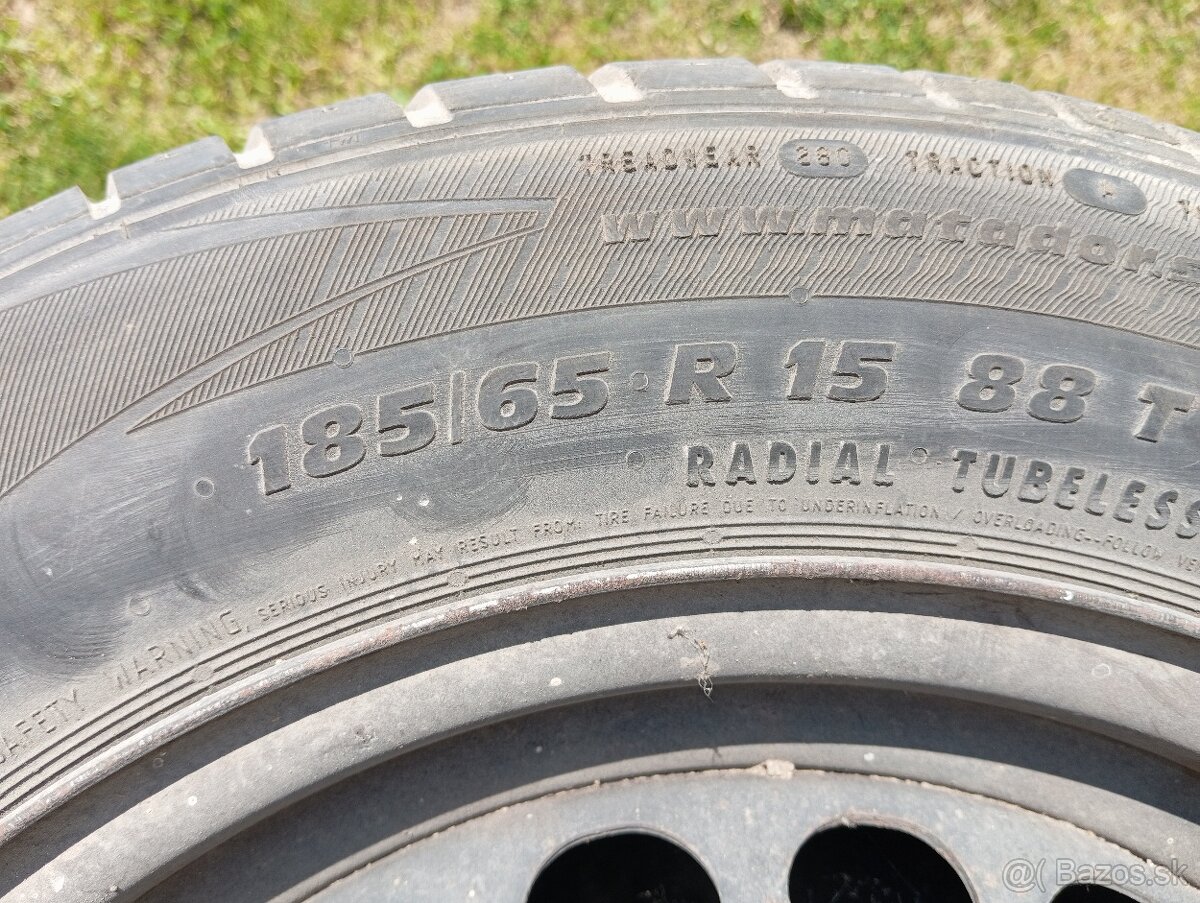 TREADWEAR 280 TRACTION A
www.matador
185/65 R 15 88 T
RADIAL TUBELESS
SAFETY WARNING, SERIOUS INJURY MAY RESULT FROM: TIRE FAILURE DUE TO UNDERINFLATION / OVERLOADING--FOLLOW
@ Bazos.sk